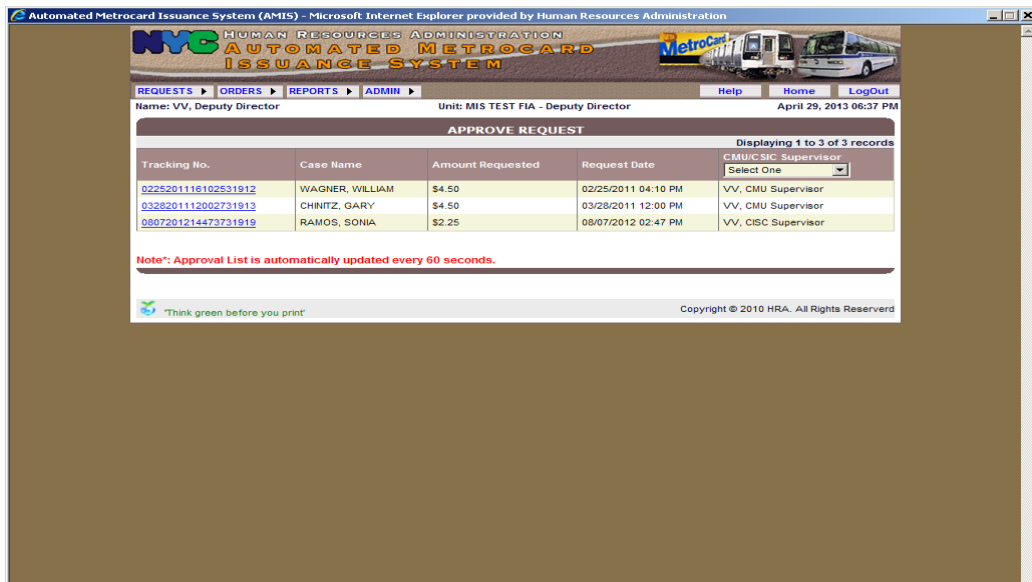 Automated Metrocard Issuance System (AMIS) - Microsoft Internet Explorer provided by Human Resources Administration
NYC HUMAN RESOURCES ADMINISTRATION
AUTOMATED METROCARD
ISSUANCE SYSTEM
MetroCard
REQUESTS ORDERS REPORTS ADMIN Help Home LogOut
Name: VV, Deputy Director Unit: MIS TEST FIA - Deputy Director April 29, 2013 06:37 PM
APPROVE REQUEST
Displaying 1 to 3 of 3 records
Tracking No. Case Name Amount Requested Request Date CMU/CSIC Supervisor
Select One
0225201116102531912 WAGNER, WILLIAM $4.50 02/25/2011 04:10 PM VV, CMU Supervisor
0328201112002731913 CHINITZ, GARY $4.50 03/28/2011 12:00 PM VV, CMU Supervisor
0807201214473731919 RAMOS, SONIA $2.25 08/07/2012 02:47 PM VV, CISC Supervisor
Note*: Approval List is automatically updated every 60 seconds.
'Think green before you print' Copyright © 2010 HRA. All Rights Reserverd